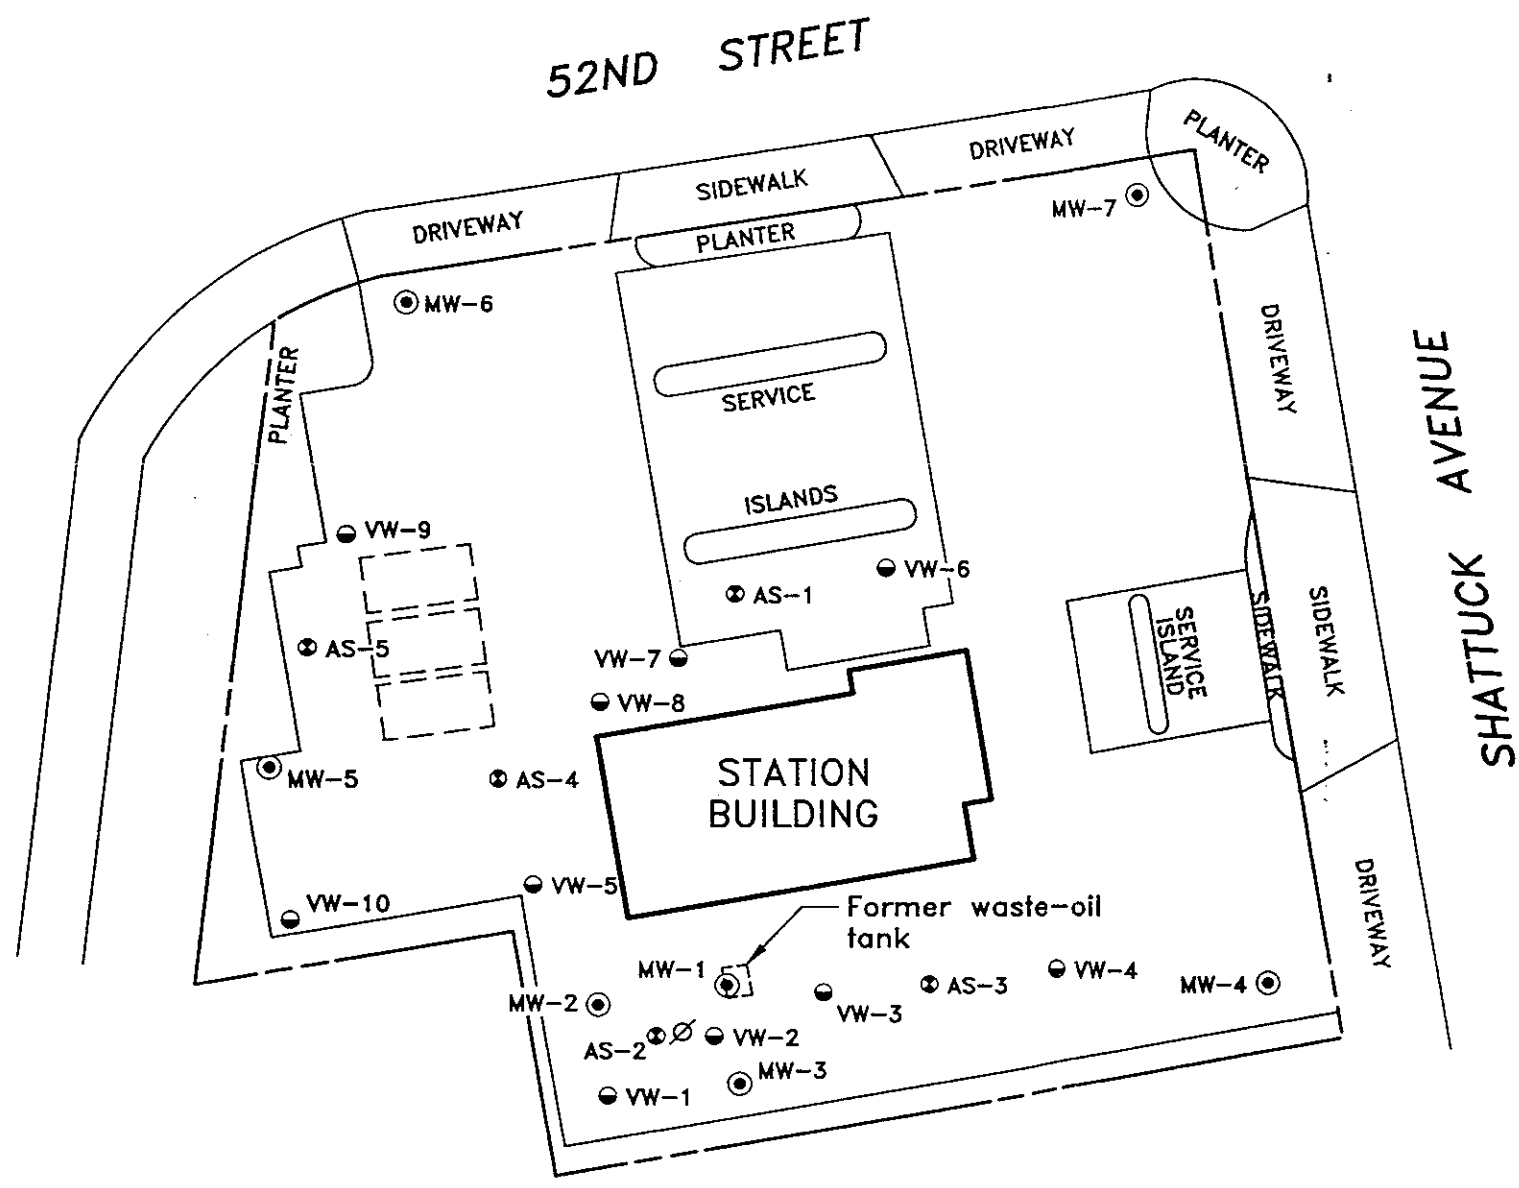 52ND STREET
PLANTER
DRIVEWAY
SIDEWALK
DRIVEWAY
MW-7
PLANTER
MW-6
DRIVEWAY
PLANTER
SERVICE
ISLANDS
SHATTUCK AVENUE
VW-9
VW-6
AS-1
AS-5
VW-7
VW-8
SERVICE
ISLAND
SIDEWALK
SIDEWALK
MW-5
AS-4
STATION
BUILDING
VW-5
VW-10
DRIVEWAY
Former waste-oil
tank
MW-1
MW-2
VW-3
AS-3
VW-4
MW-4
AS-2
VW-2
MW-3
VW-1